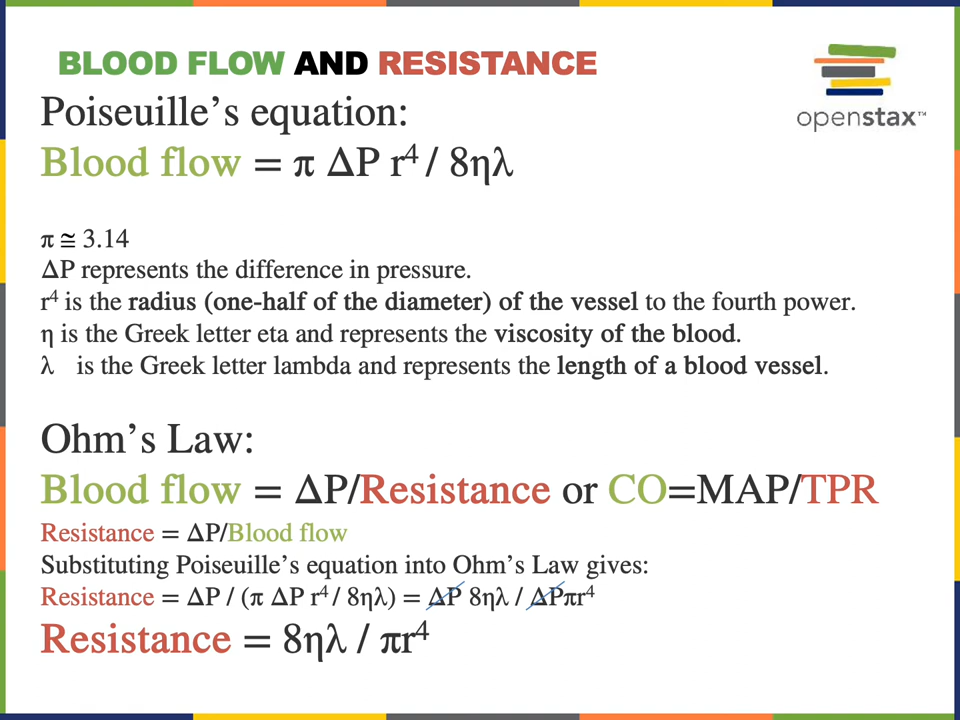 BLOOD FLOW AND RESISTANCE
openstax™
Poiseuille’s equation:
Blood flow = π ΔP r⁴ / 8ηλ
π ≅ 3.14
ΔP represents the difference in pressure.
r⁴ is the radius (one-half of the diameter) of the vessel to the fourth power.
η is the Greek letter eta and represents the viscosity of the blood.
λ is the Greek letter lambda and represents the length of a blood vessel.
Ohm’s Law:
Blood flow = ΔP/Resistance or CO=MAP/TPR
Resistance = ΔP/Blood flow
Substituting Poiseuille’s equation into Ohm’s Law gives:
Resistance = ΔP / (π ΔP r⁴ / 8ηλ) = ΔP 8ηλ / ΔPπr⁴
Resistance = 8ηλ / πr⁴